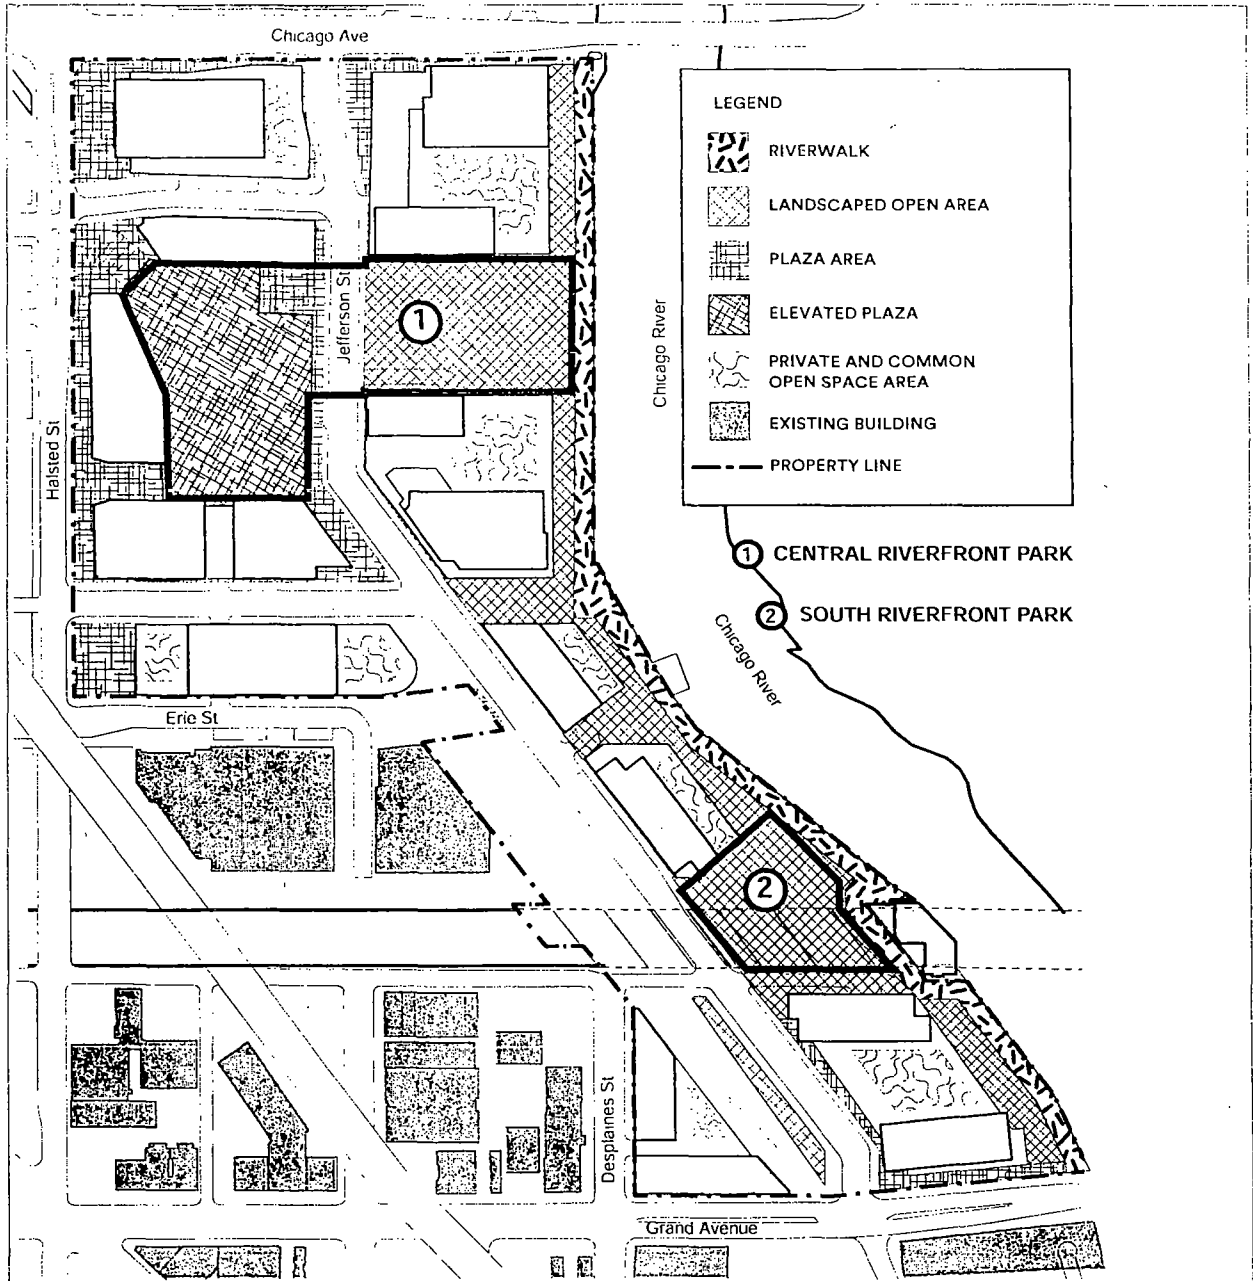 Chicago Ave
LEGEND
RIVERWALK
LANDSCAPED OPEN AREA
PLAZA AREA
ELEVATED PLAZA
PRIVATE AND COMMON
OPEN SPACE AREA
EXISTING BUILDING
PROPERTY LINE
Jefferson St
1
Chicago River
Halsted St
1 CENTRAL RIVERFRONT PARK
2 SOUTH RIVERFRONT PARK
Chicago River
Erie St
2
Desplaines St
Grand Avenue